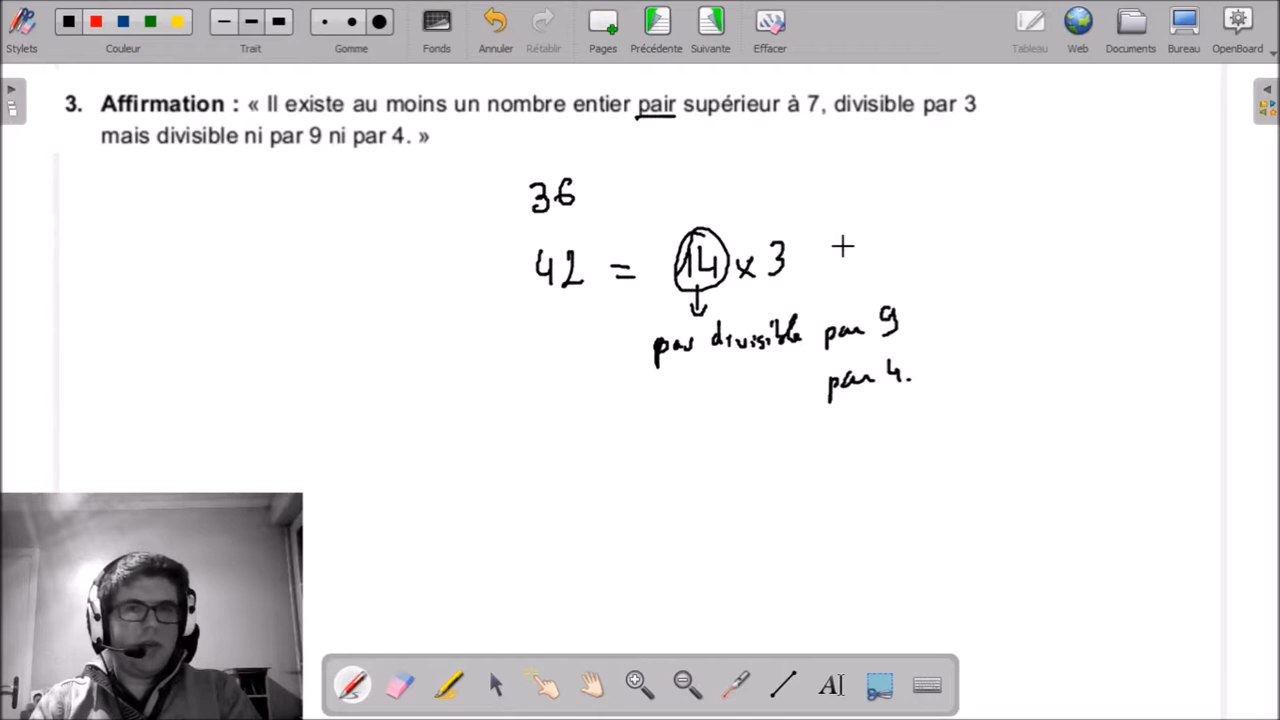 Stylets
Couleur
Trait
Gomme
Fonds
Annuler
Rétablir
Pages
Précédente
Suivante
Effacer
Tableau
Web
Documents
Bureau
OpenBoard
3. Affirmation : « Il existe au moins un nombre entier pair supérieur à 7, divisible par 3
mais divisible ni par 9 ni par 4. »
36
42 = 14 x 3
pas divisible par 9
par 4.
AI